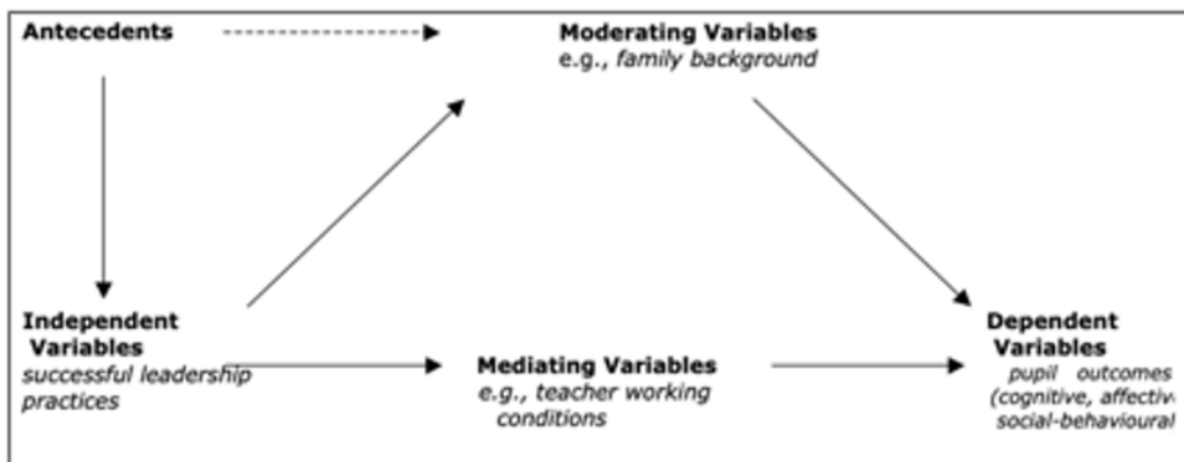 Antecedents
Moderating Variables
e.g., family background
Independent
Variables
successful leadership
practices
Mediating Variables
e.g., teacher working
conditions
Dependent
Variables
pupil outcomes
(cognitive, affectiv
social-behavioural